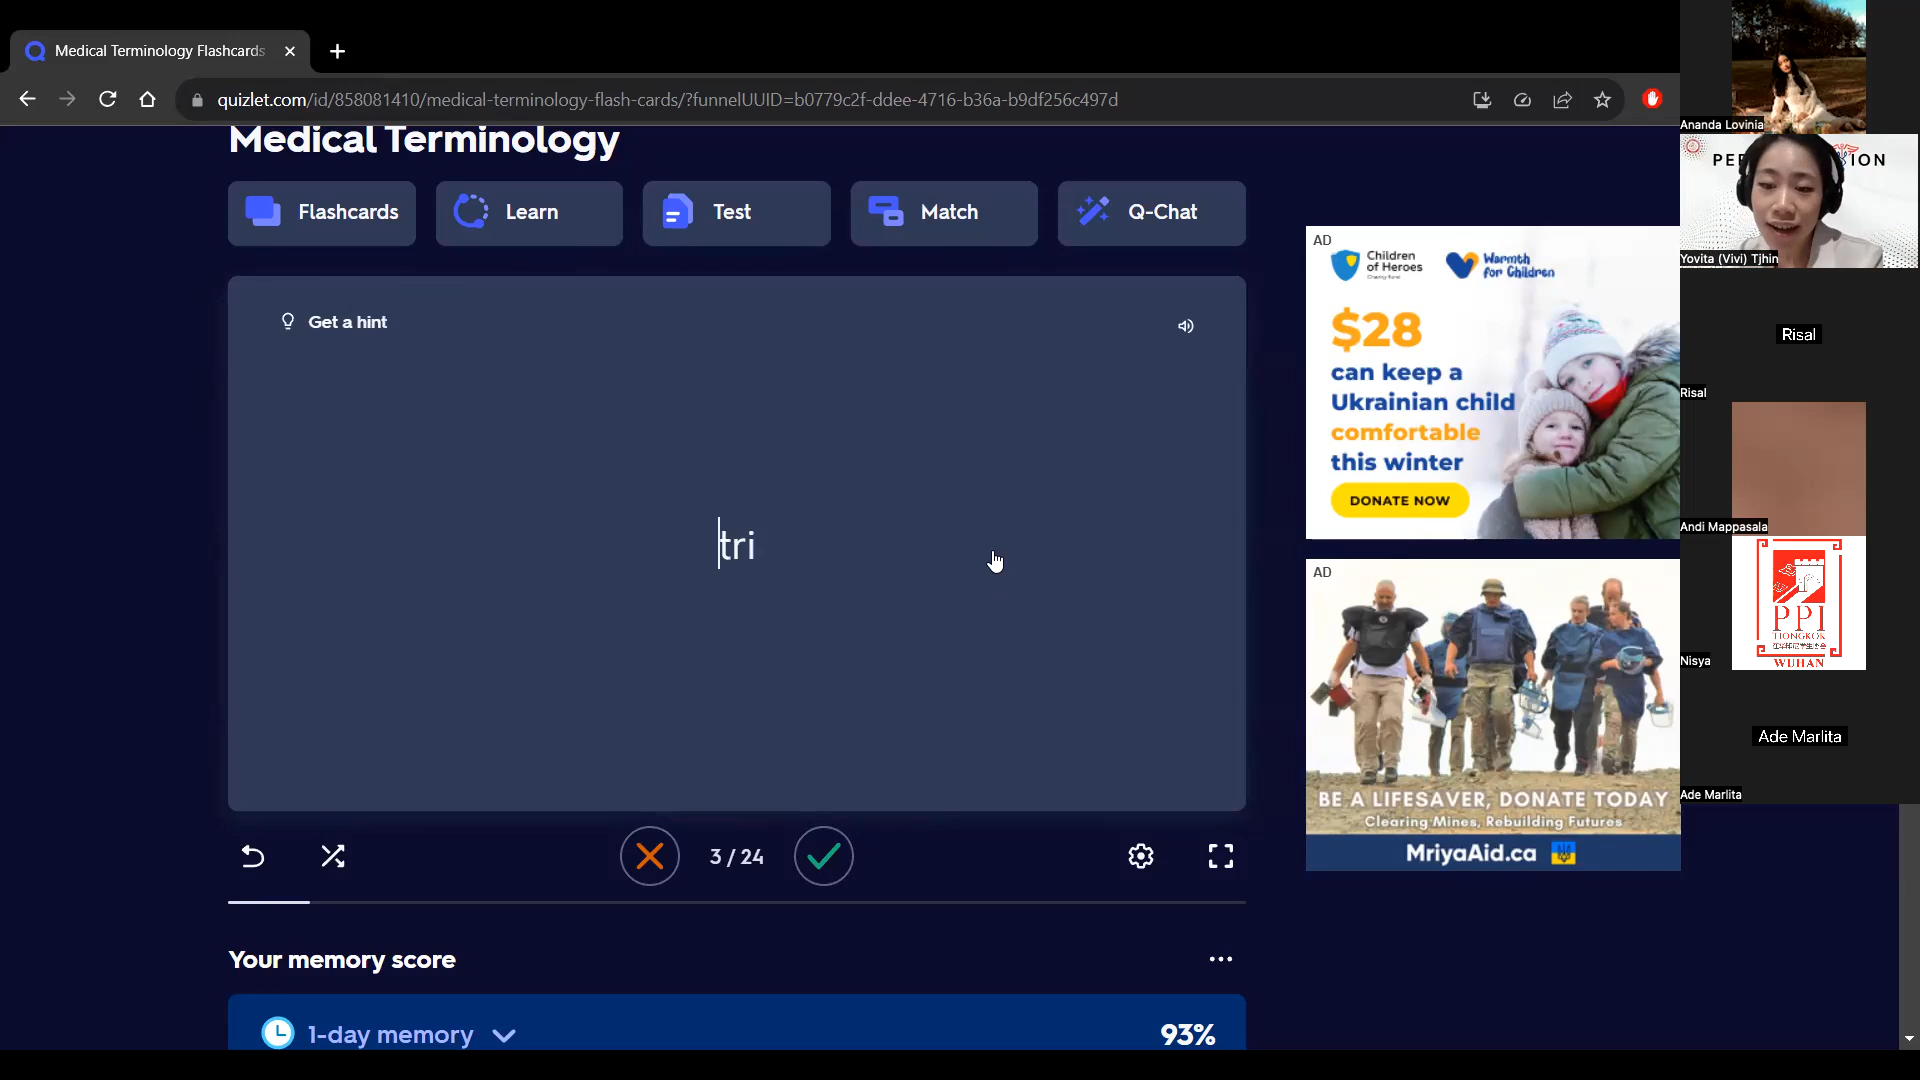 Medical Terminology Flashcards
quizlet.com/id/858081410/medical-terminology-flash-cards/?funnelUUID=b0779c2f-ddee-4716-b36a-b9df256c497d
Medical Terminology
Flashcards
Learn
Test
Match
Q-Chat
Get a hint
tri
3 / 24
Your memory score
1-day memory
93%
AD
Children
of Heroes
Charity Fund
Warmth
for Children
$28
can keep a
Ukrainian child
comfortable
this winter
DONATE NOW
AD
BE A LIFESAVER, DONATE TODAY
Clearing Mines, Rebuilding Futures
MriyaAid.ca
Ananda Lovinia
ION
Yovita (Vivi) Tjhin
Risal
Risal
Andi Mappasala
PPI
TIONGKOK
WUHAN
Nisya
Ade Marlita
Ade Marlita